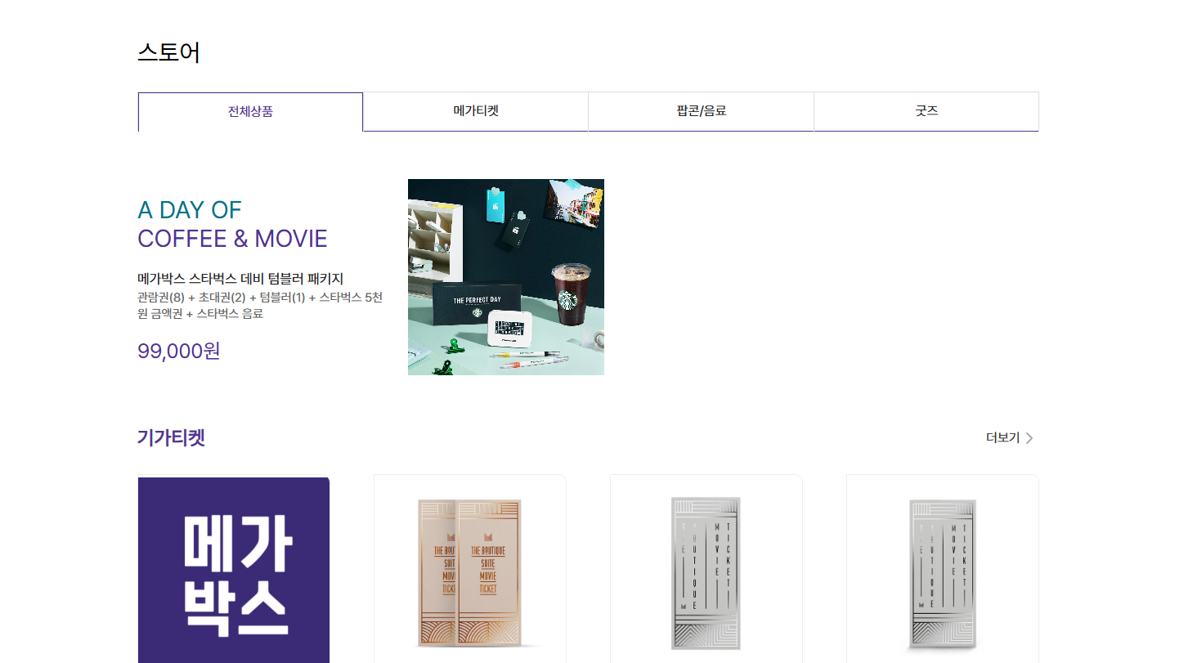 스토어
전체상품
메가티켓
팝콘/음료
굿즈
A DAY OF
COFFEE & MOVIE
메가박스 스타벅스 데비 텀블러 패키지
관람권(8) + 초대권(2) + 텀블러(1) + 스타벅스 5천
원 금액권 + 스타벅스 음료
99,000원
THE PERFECT DAY
기가티켓
더보기
메가
박스
THE BOUTIQUE
SUITE
MOVIE
TICKET
THE BOUTIQUE
SUITE
MOVIE
TICKET
BOUTIQUE
MOVIE
TICKET
BOUTIQUE
MOVIE
TICKET